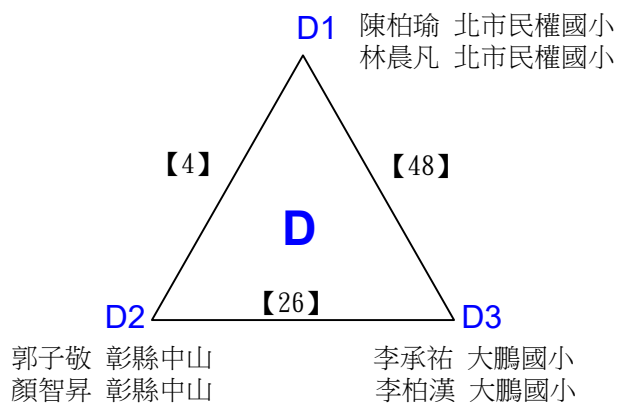 D1
陳柏瑜 北市民權國小
林晨凡 北市民權國小
【4】
【48】
D
【26】
D2
D3
郭子敬 彰縣中山
顏智昇 彰縣中山
李承祐 大鵬國小
李柏漢 大鵬國小